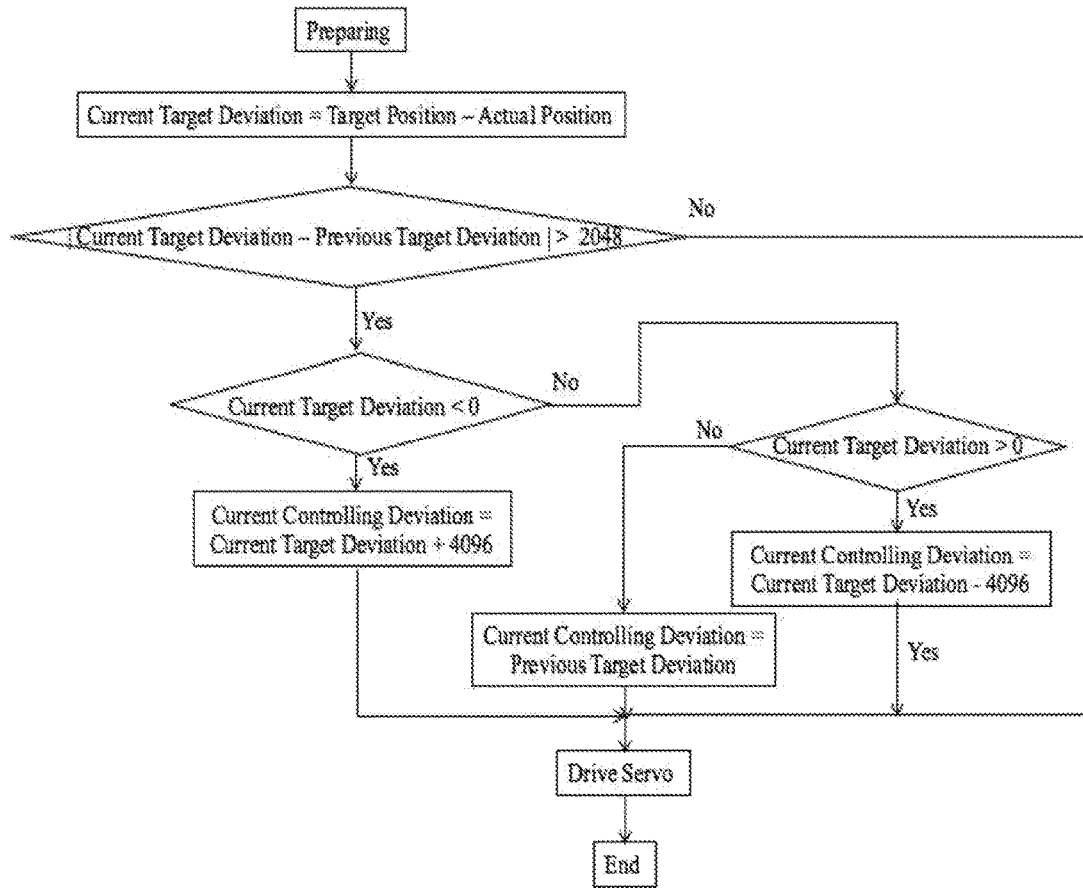 Preparing
Current Target Deviation = Target Position – Actual Position
| Current Target Deviation – Previous Target Deviation | > 2048
No
Yes
Current Target Deviation < 0
No
Yes
Current Target Deviation > 0
No
Yes
Current Controlling Deviation =
Current Target Deviation + 4096
Current Controlling Deviation =
Current Target Deviation - 4096
Current Controlling Deviation =
Previous Target Deviation
Yes
Drive Servo
End